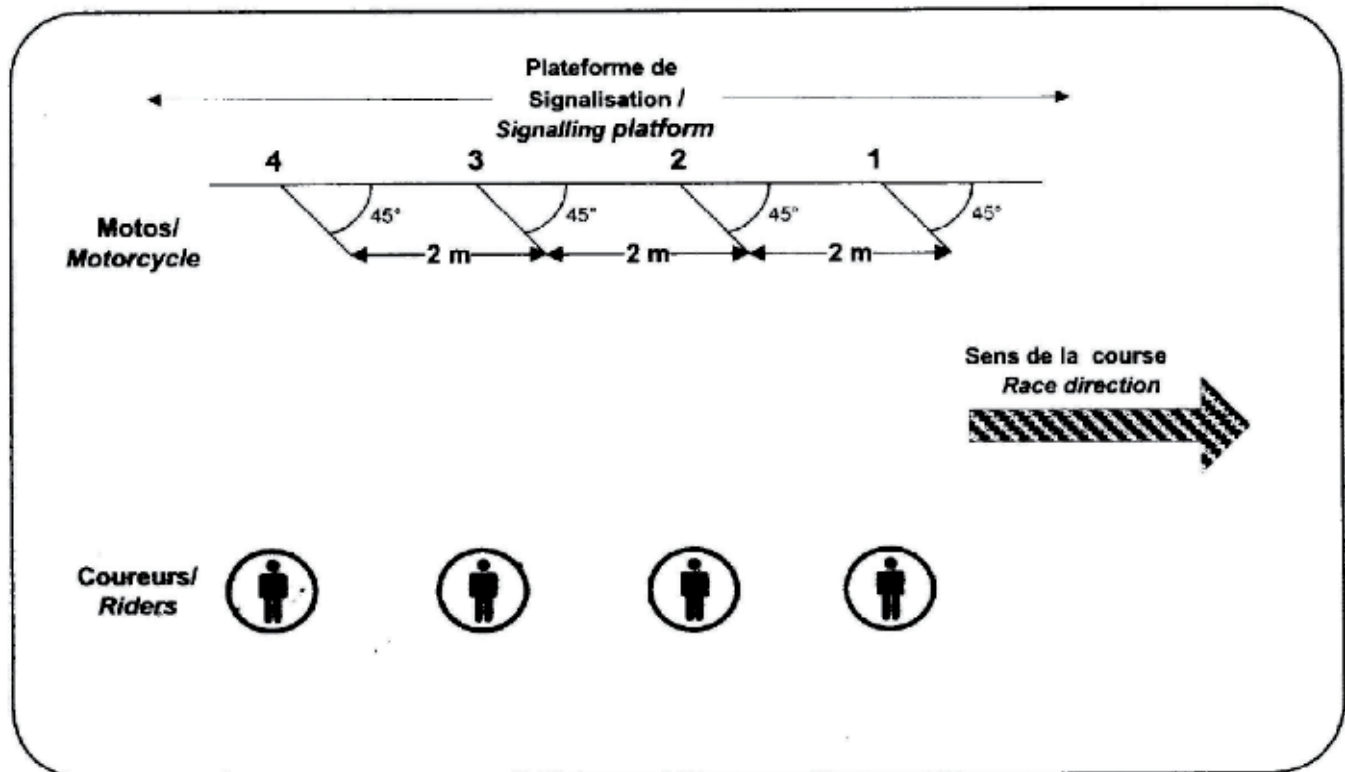 Plateforme de
Signalisation /
Signalling platform
4 3 2 1
45° 45° 45° 45°
Motos/
Motorcycle
2 m 2 m 2 m
Sens de la course
Race direction
Coureurs/
Riders